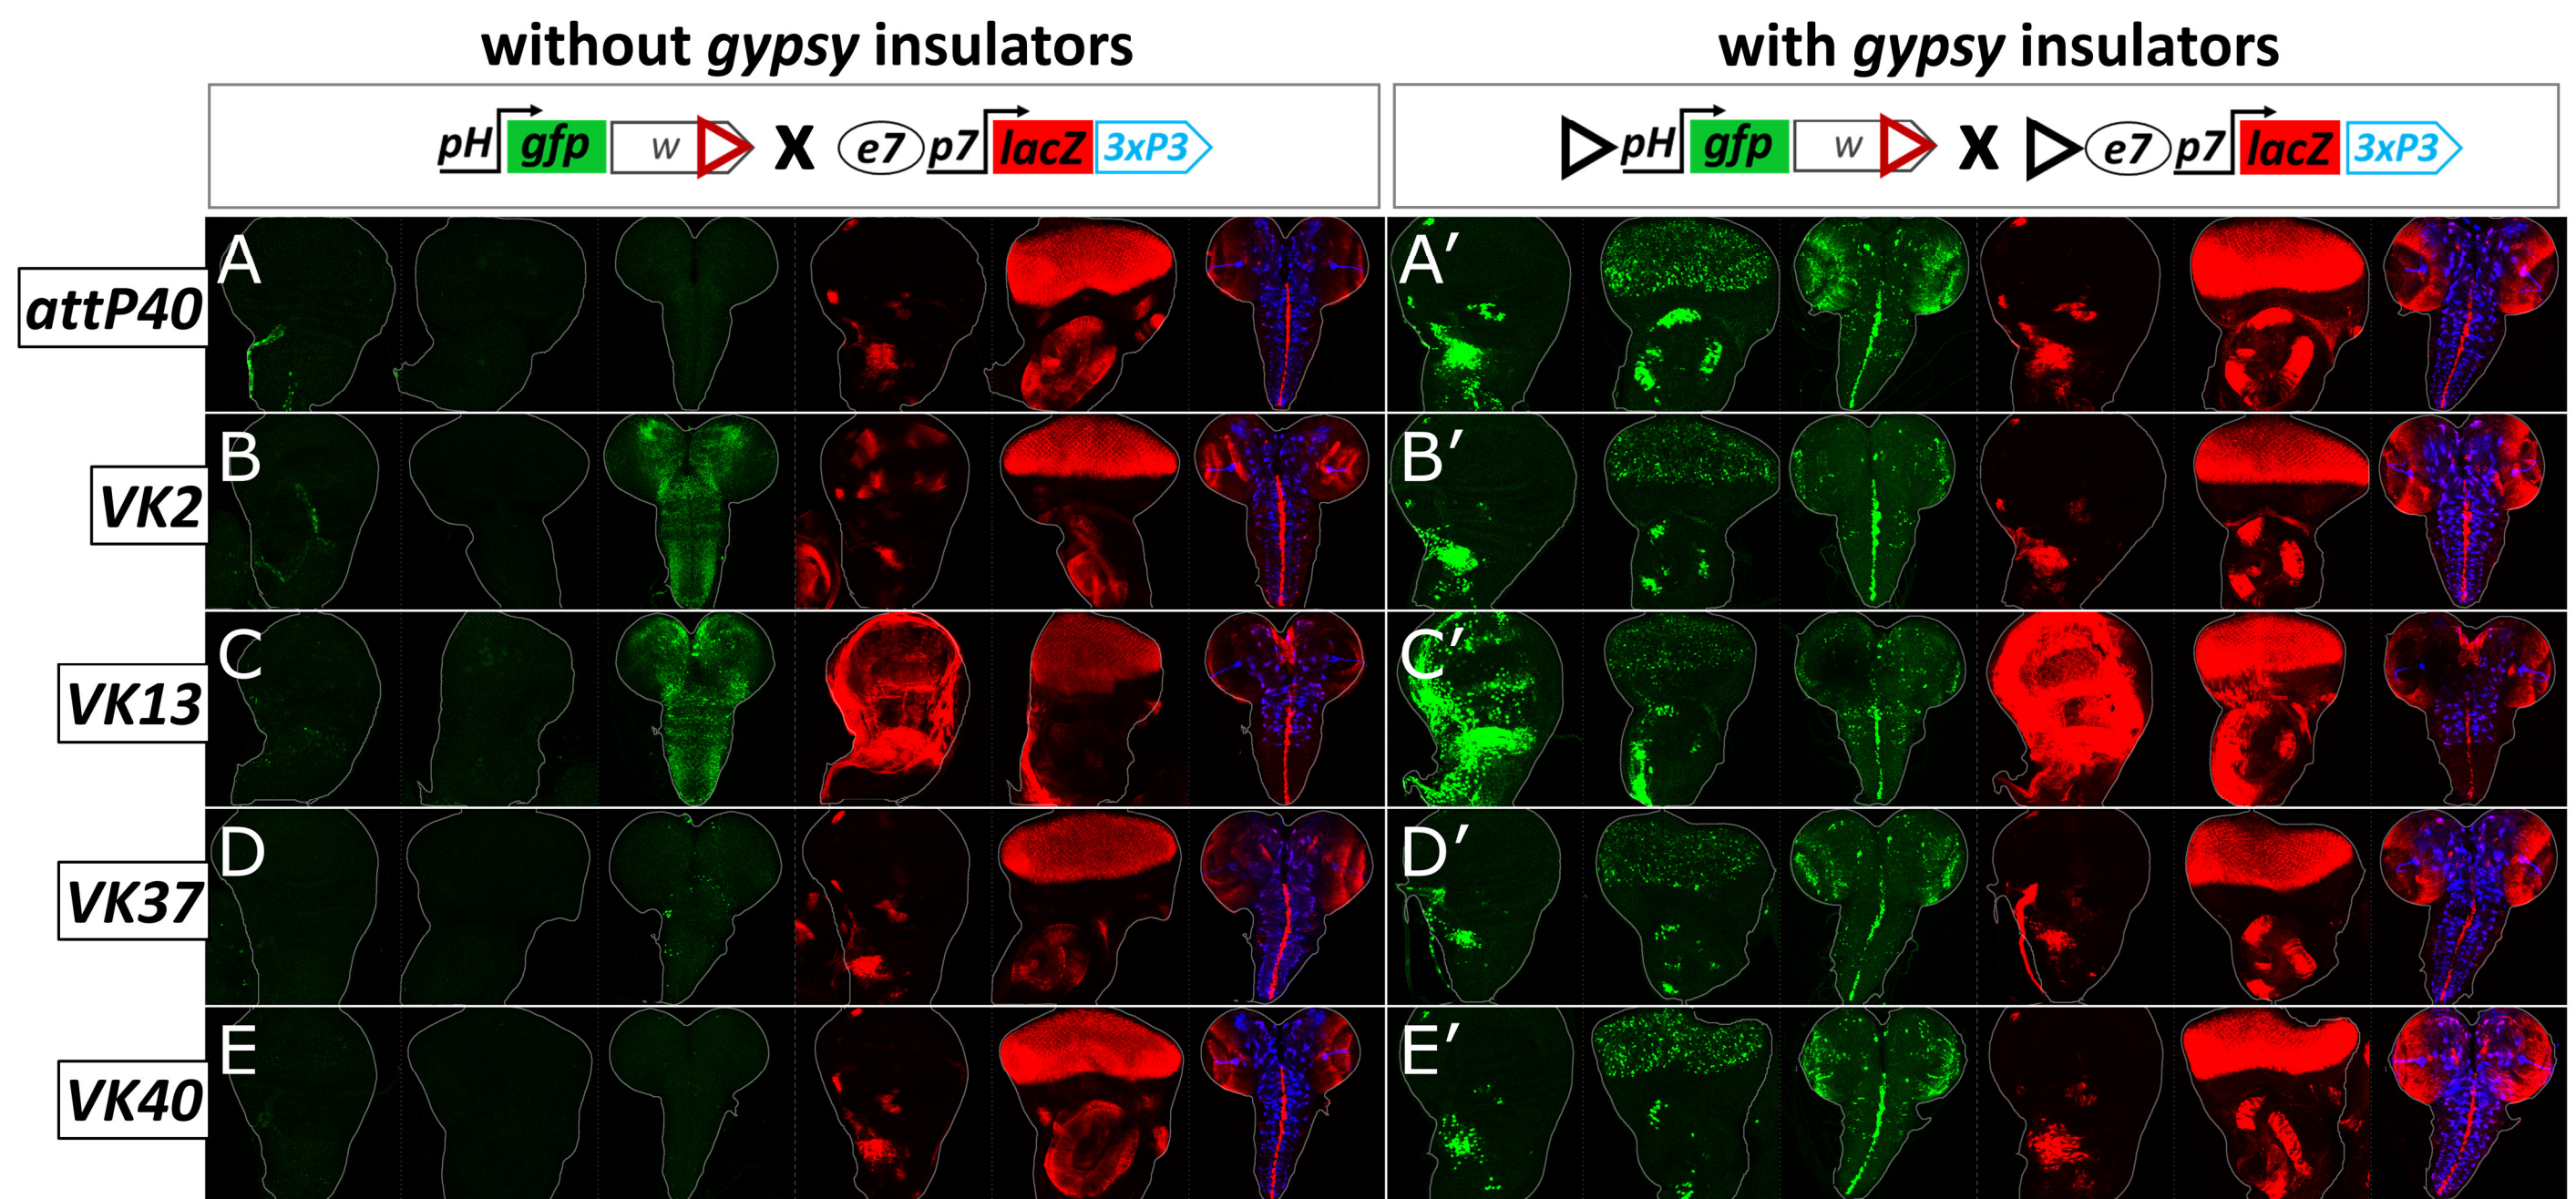 without gypsy insulators
with gypsy insulators
pH gfp w X e7 p7 lacZ 3xP3
pH gfp w X e7 p7 lacZ 3xP3
attP40
A
A′
VK2
B
B′
VK13
C
C′
VK37
D
D′
VK40
E
E′